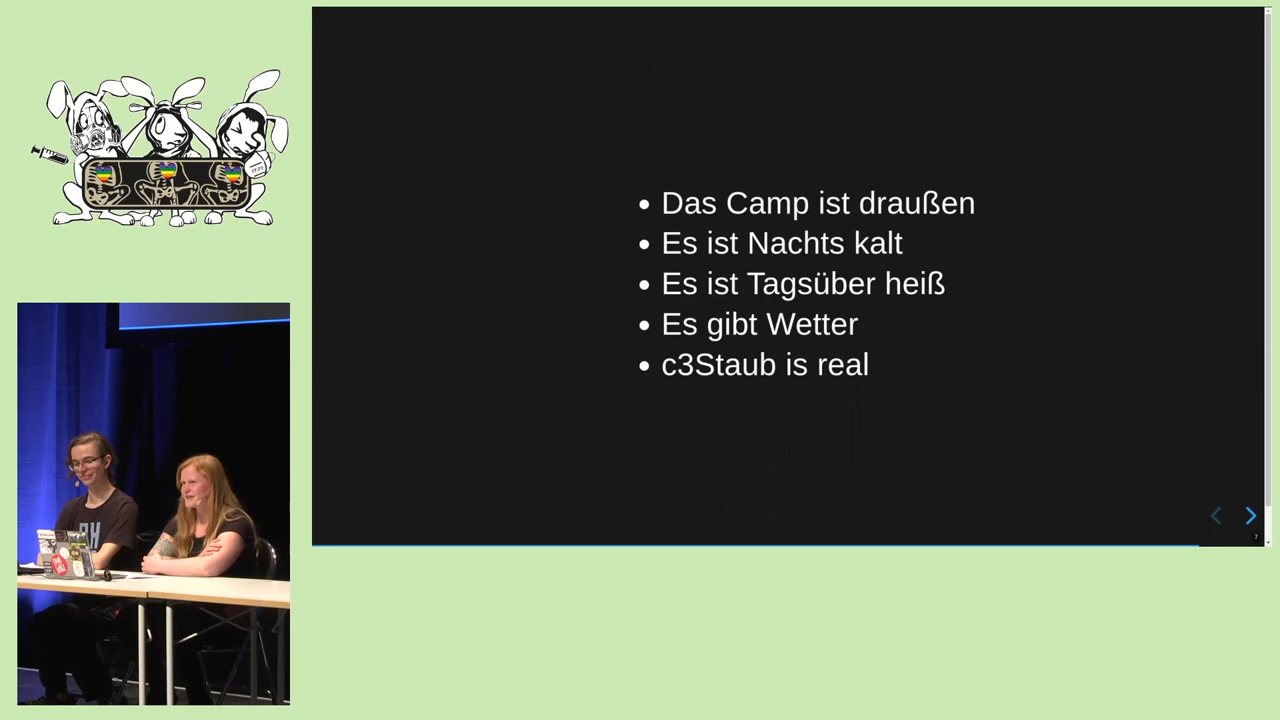 Das Camp ist draußen
Es ist Nachts kalt
Es ist Tagsüber heiß
Es gibt Wetter
c3Staub is real